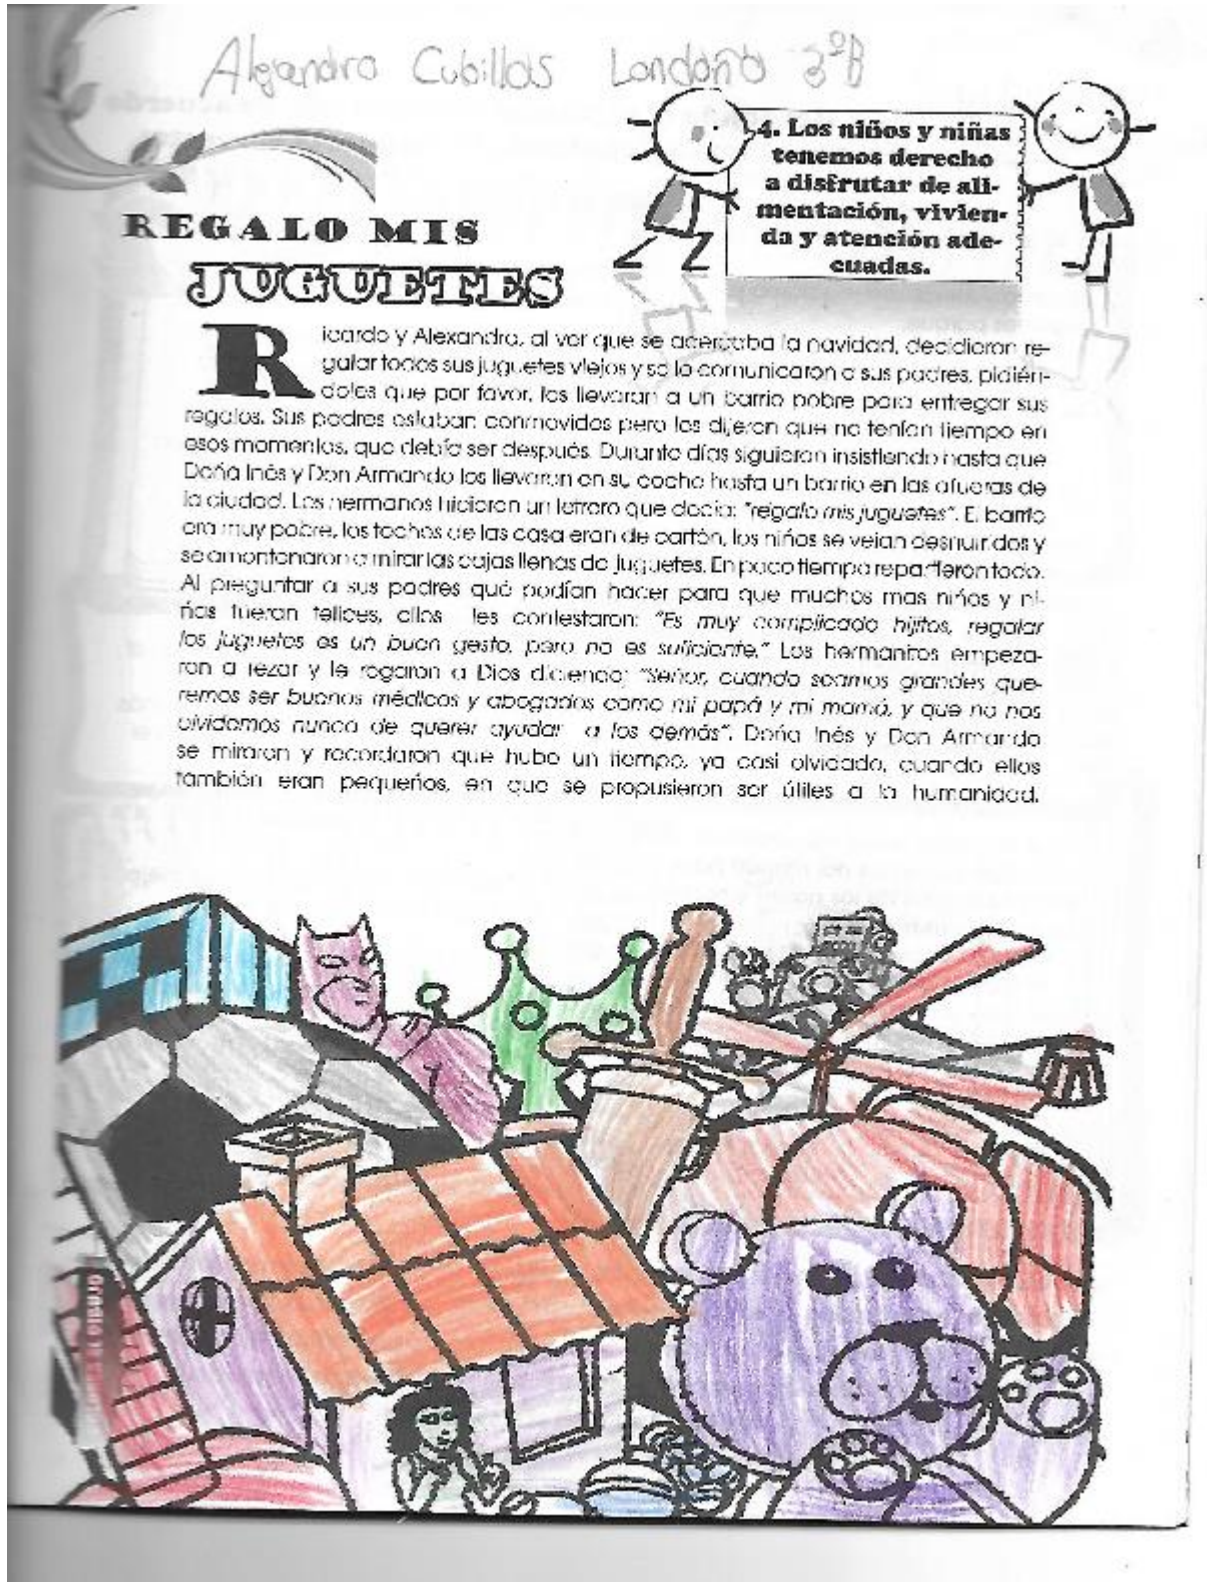 Alejandra Cubillos Londoño 3ºB
4. Los niños y niñas
tenemos derecho
a disfrutar de ali-
mentación, vivien-
da y atención ade-
cuadas.
REGALO MIS
JUGUETES
Ricardo y Alexandra, al ver que se acercaba la navidad, decidieron re-
galar todos sus juguetes viejos y se lo comunicaron a sus padres, pidién-
doles que por favor, los llevaran a un barrio pobre para entregar sus
regalos. Sus padres estaban conmovidos pero les dijeron que no tenían tiempo en
esos momentos, que debía ser después. Durante días siguieron insistiendo hasta que
Doña Inés y Don Armando los llevaron en su coche hasta un barrio en las afueras de
la ciudad. Los hermanos hicieron un letrero que decía: "regalo mis juguetes". El barrio
era muy pobre, los techos de las casa eran de cartón, los niños se veían desnutridos y
se amontonaron a mirar las cajas llenas de juguetes. En poco tiempo repartieron todo.
Al preguntar a sus padres qué podían hacer para que muchos mas niños y ni-
ñas fueran felices, ellos les contestaron: "Es muy complicado hijitos, regalar
los juguetes es un buen gesto, pero no es suficiente." Los hermanitos empeza-
ron a rezar y le rogaron a Dios diciendo; "Señor, cuando seamos grandes que-
remos ser buenos médicos y abogados como mi papá y mi mamá, y que no nos
olvidemos nunca de querer ayudar a los demás". Doña Inés y Don Armando
se miraron y recordaron que hubo un tiempo, ya casi olvidado, cuando ellos
también eran pequeños, en que se propusieron ser útiles a la humanidad.